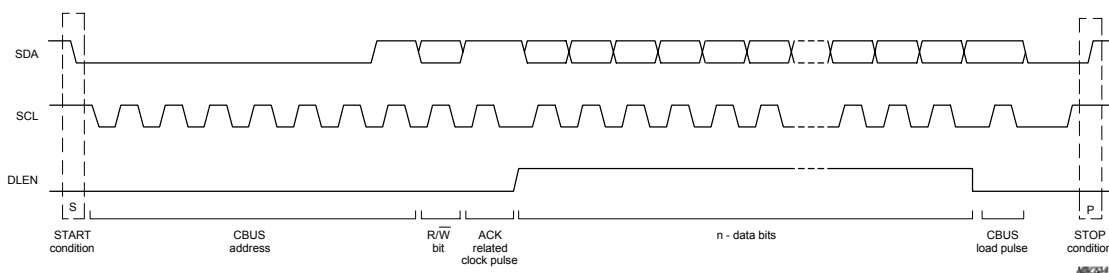 SDA
SCL
DLEN
S
P
START
condition
CBUS
address
R/W
bit
ACK
related
clock pulse
n - data bits
CBUS
load pulse
STOP
condition